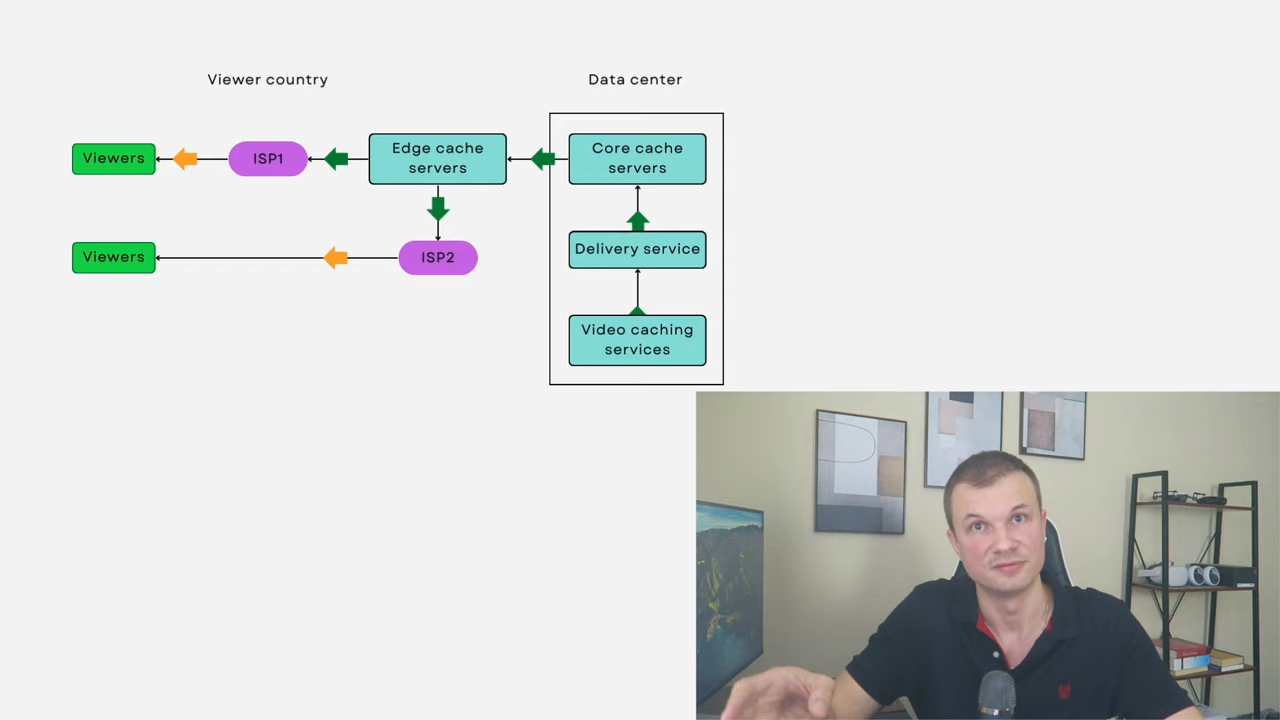 Viewer country
Data center
Viewers
ISP1
Edge cache
servers
Core cache
servers
Viewers
ISP2
Delivery service
Video caching
services